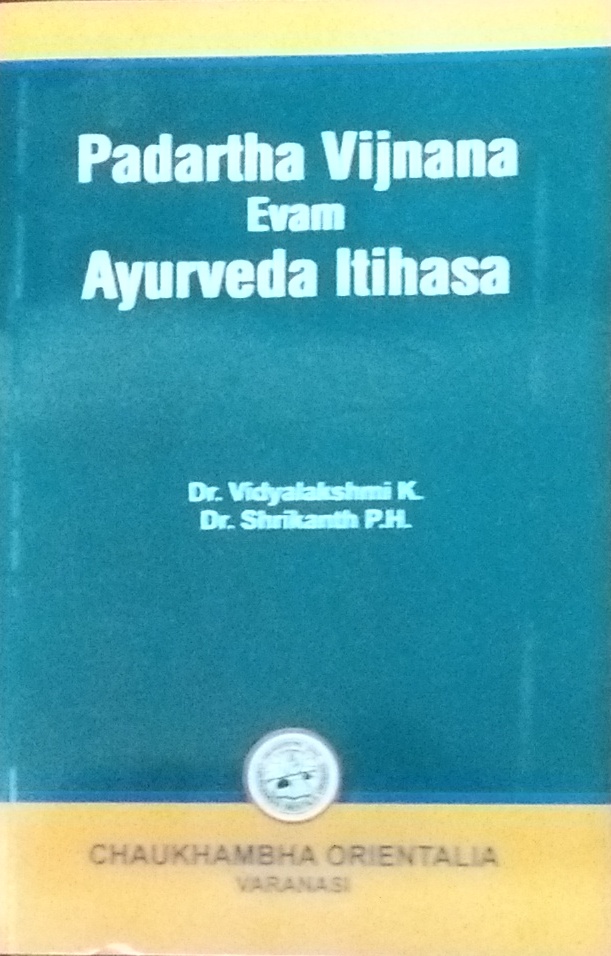 Padartha Vijnana
Evam
Ayurveda Itihasa
Dr. Vidyalakshmi K.
Dr. Shrikanth P.H.
CHAUKHAMBHA ORIENTALIA
VARANASI